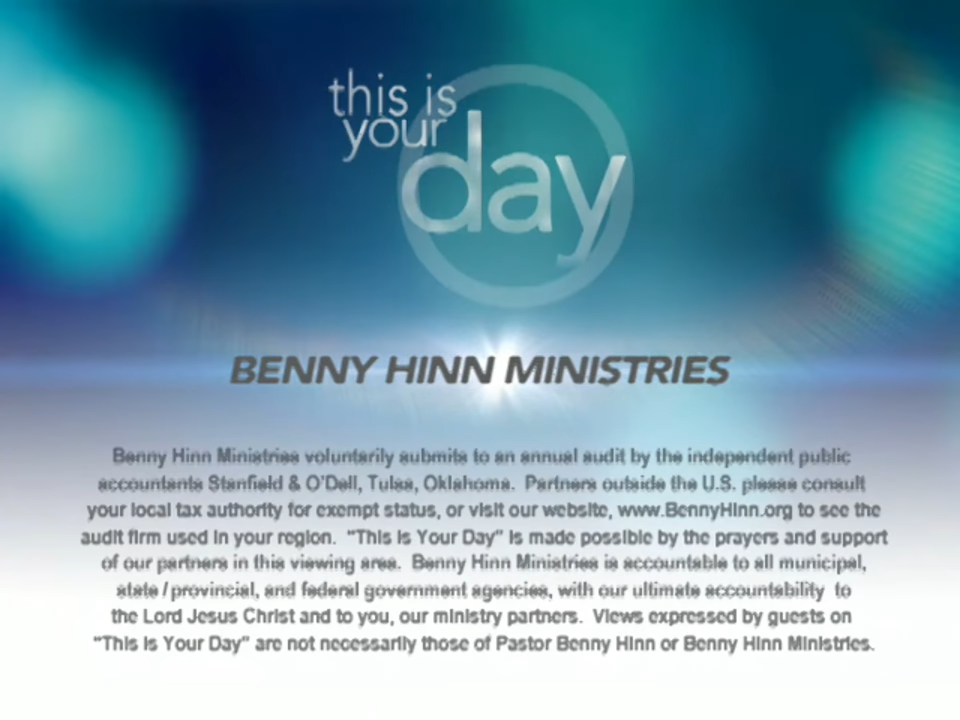 this is
your
day
BENNY HINN MINISTRIES
Benny Hinn Ministries voluntarily submits to an annual audit by the independent public
accountants Stanfield & O'Dell, Tulsa, Oklahoma. Partners outside the U.S. please consult
your local tax authority for exempt status, or visit our website, www.BennyHinn.org to see the
audit firm used in your region. "This Is Your Day" is made possible by the prayers and support
of our partners in this viewing area. Benny Hinn Ministries is accountable to all municipal,
state / provincial, and federal government agencies, with our ultimate accountability to
the Lord Jesus Christ and to you, our ministry partners. Views expressed by guests on
"This Is Your Day" are not necessarily those of Pastor Benny Hinn or Benny Hinn Ministries.